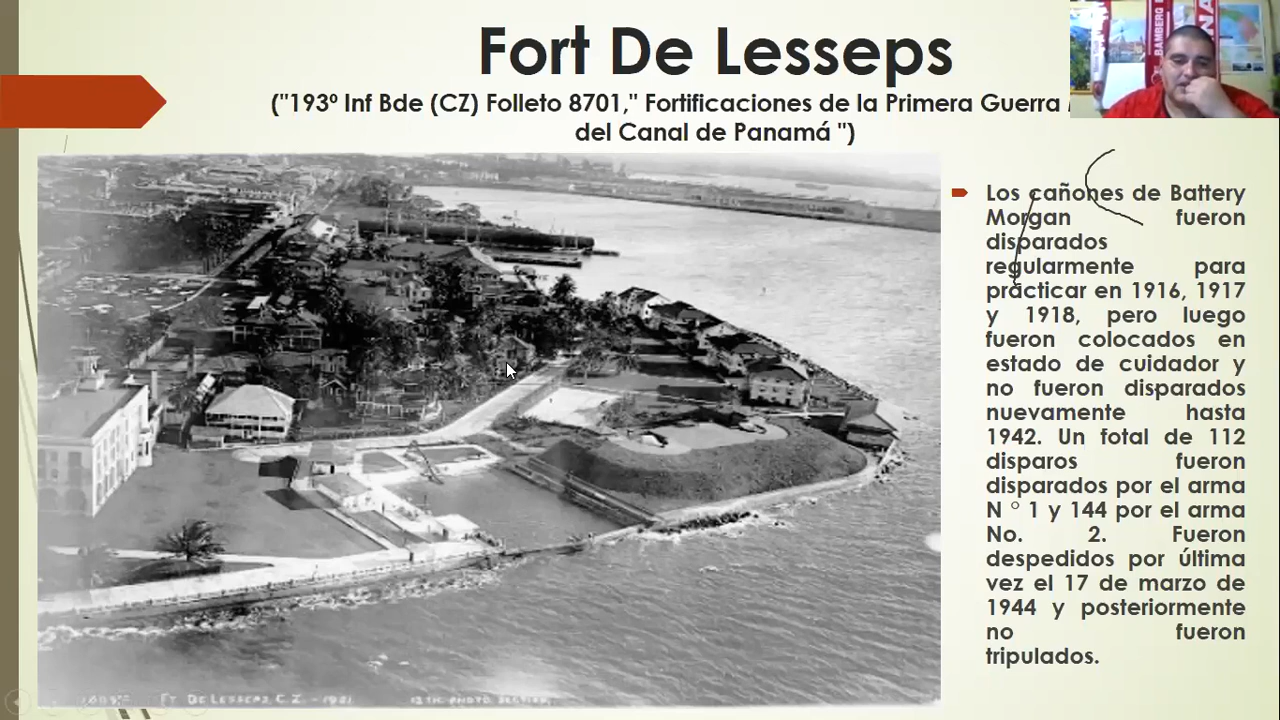 Fort De Lesseps
("193º Inf Bde (CZ) Folleto 8701," Fortificaciones de la Primera Guerra
del Canal de Panamá ")
BAMBERG
Los cañones de Battery
Morgan fueron
disparados
regularmente para
practicar en 1916, 1917
y 1918, pero luego
fueron colocados en
estado de cuidador y
no fueron disparados
nuevamente hasta
1942. Un total de 112
disparos fueron
disparados por el arma
N ° 1 y 144 por el arma
No. 2. Fueron
despedidos por última
vez el 17 de marzo de
1944 y posteriormente
no fueron
tripulados.
FT. DE LESSEPS, C.Z. - 1921
PHOTO SECTION